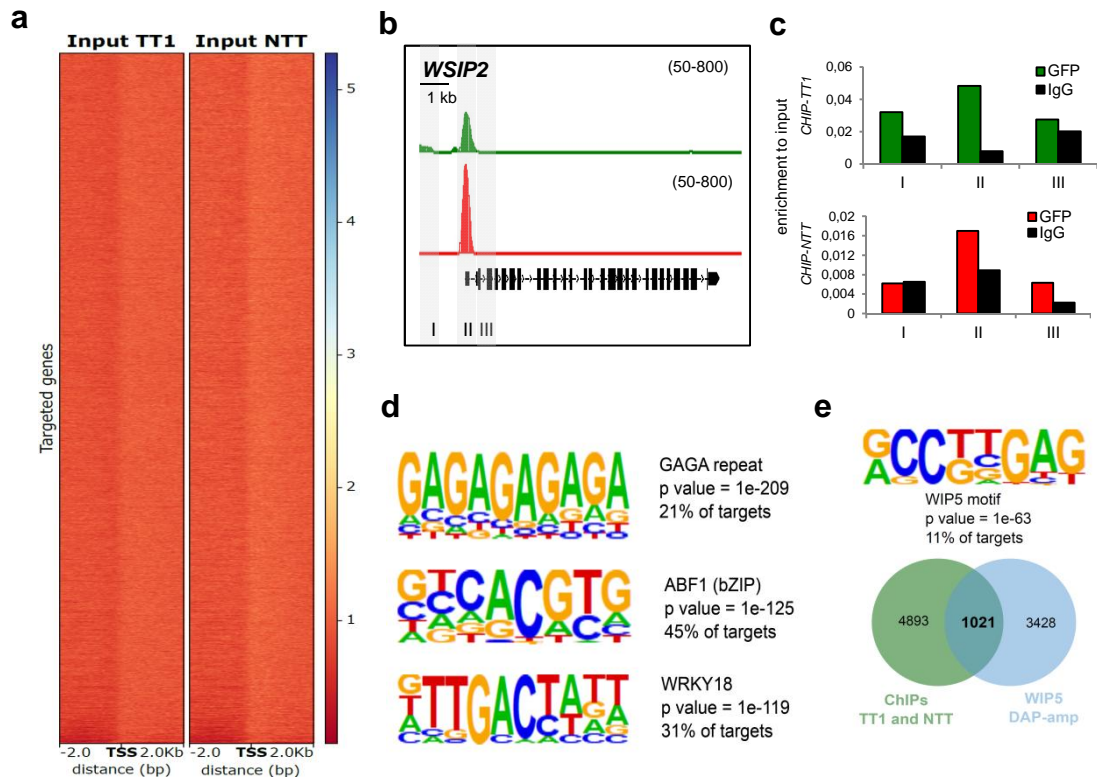 a
Input TT1 Input NTT
5
4
3
2
1
Targeted genes
-2.0 TSS 2.0Kb -2.0 TSS 2.0Kb
distance (bp) distance (bp)
b
WSIP2 (50-800)
1 kb
(50-800)
I II III
c
enrichment to input
CHIP-TT1
0,06
0,04
0,02
0
GFP
IgG
I II III
CHIP-NTT
0,02
0,016
0,012
0,008
0,004
0
GFP
IgG
I II III
d
GAGAGAGAGA
GAGA repeat
p value = 1e-209
21% of targets
GTCACGTG
ABF1 (bZIP)
p value = 1e-125
45% of targets
GTTGACTATT
WRKY18
p value = 1e-119
31% of targets
e
GCCTTGAG
WIP5 motif
p value = 1e-63
11% of targets
4893 1021 3428
ChIPs
TT1 and NTT
WIP5
DAP-amp